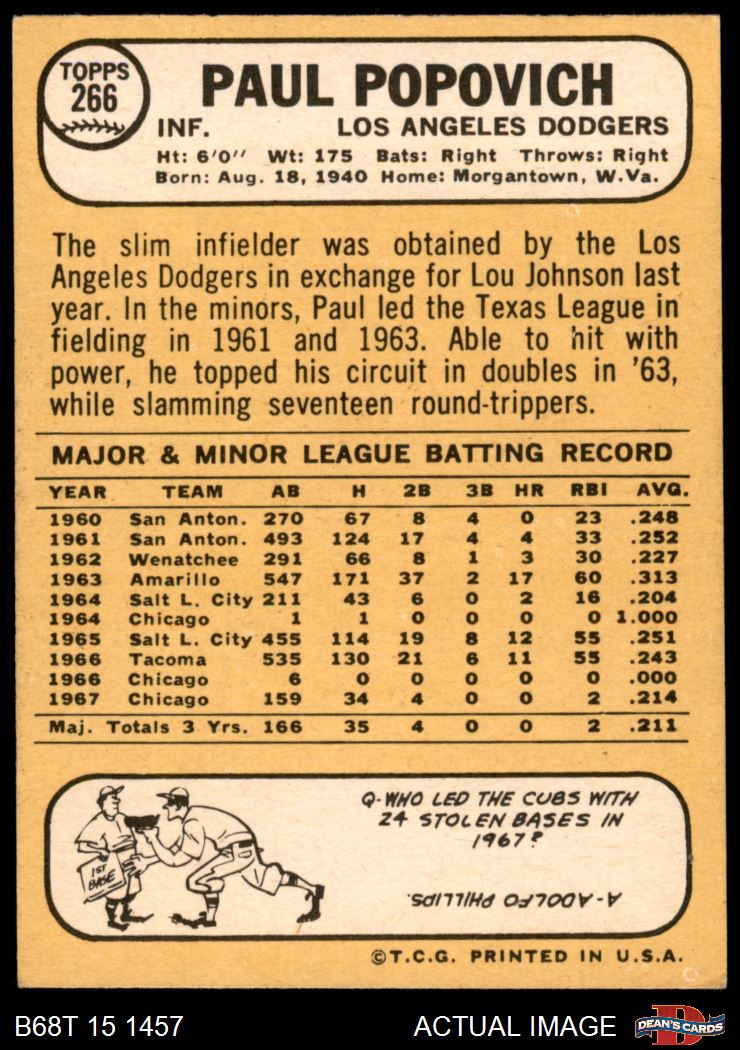 TOPPS
266
PAUL POPOVICH
INF. LOS ANGELES DODGERS
Ht: 6'0'' Wt: 175 Bats: Right Throws: Right
Born: Aug. 18, 1940 Home: Morgantown, W.Va.
The slim infielder was obtained by the Los
Angeles Dodgers in exchange for Lou Johnson last
year. In the minors, Paul led the Texas League in
fielding in 1961 and 1963. Able to hit with
power, he topped his circuit in doubles in '63,
while slamming seventeen round-trippers.
MAJOR & MINOR LEAGUE BATTING RECORD
YEAR TEAM AB H 2B 3B HR RBI AVG.
1960 San Anton. 270 67 8 4 0 23 .248
1961 San Anton. 493 124 17 4 4 33 .252
1962 Wenatchee 291 66 8 1 3 30 .227
1963 Amarillo 547 171 37 2 17 60 .313
1964 Salt L. City 211 43 6 0 2 16 .204
1964 Chicago 1 1 0 0 0 0 1.000
1965 Salt L. City 455 114 19 8 12 55 .251
1966 Tacoma 535 130 21 6 11 55 .243
1966 Chicago 6 0 0 0 0 0 .000
1967 Chicago 159 34 4 0 0 2 .214
Maj. Totals 3 Yrs. 166 35 4 0 0 2 .211
1ST
BASE
Q-WHO LED THE CUBS WITH
24 STOLEN BASES IN
1967?
A-ADOLFO PHILLIPS.
©T.C.G. PRINTED IN U.S.A.
B68T 15 1457 ACTUAL IMAGE D DEAN'S CARDS